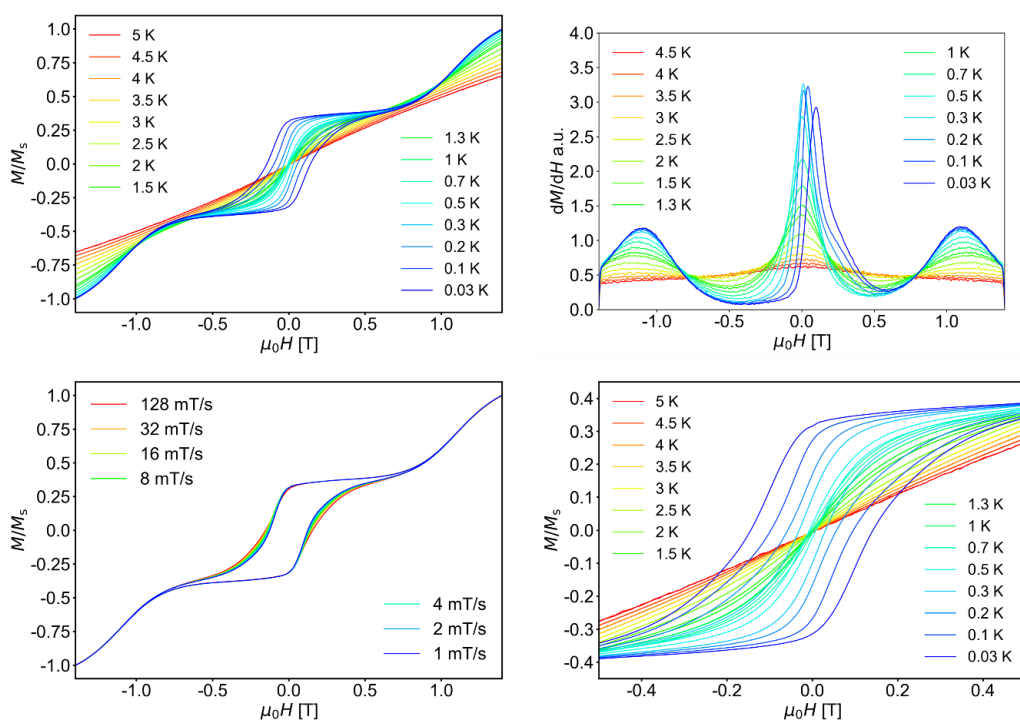 1.0
0.75
0.50
0.25
0.0
-0.25
-0.50
-0.75
-1.0
M/Ms
5 K
4.5 K
4 K
3.5 K
3 K
2.5 K
2 K
1.5 K
1.3 K
1 K
0.7 K
0.5 K
0.3 K
0.2 K
0.1 K
0.03 K
-1.0 -0.5 0.0 0.5 1.0
μ0H [T]
4.0
3.5
3.0
2.5
2.0
1.5
1.0
0.5
0.0
dM/dH a.u.
4.5 K
4 K
3.5 K
3 K
2.5 K
2 K
1.5 K
1.3 K
1 K
0.7 K
0.5 K
0.3 K
0.2 K
0.1 K
0.03 K
-1.0 -0.5 0.0 0.5 1.0
μ0H [T]
1.0
0.75
0.50
0.25
0.0
-0.25
-0.50
-0.75
-1.0
M/Ms
128 mT/s
32 mT/s
16 mT/s
8 mT/s
4 mT/s
2 mT/s
1 mT/s
-1.0 -0.5 0.0 0.5 1.0
μ0H [T]
0.4
0.3
0.2
0.1
0.0
-0.1
-0.2
-0.3
-0.4
M/Ms
5 K
4.5 K
4 K
3.5 K
3 K
2.5 K
2 K
1.5 K
1.3 K
1 K
0.7 K
0.5 K
0.3 K
0.2 K
0.1 K
0.03 K
-0.4 -0.2 0.0 0.2 0.4
μ0H [T]